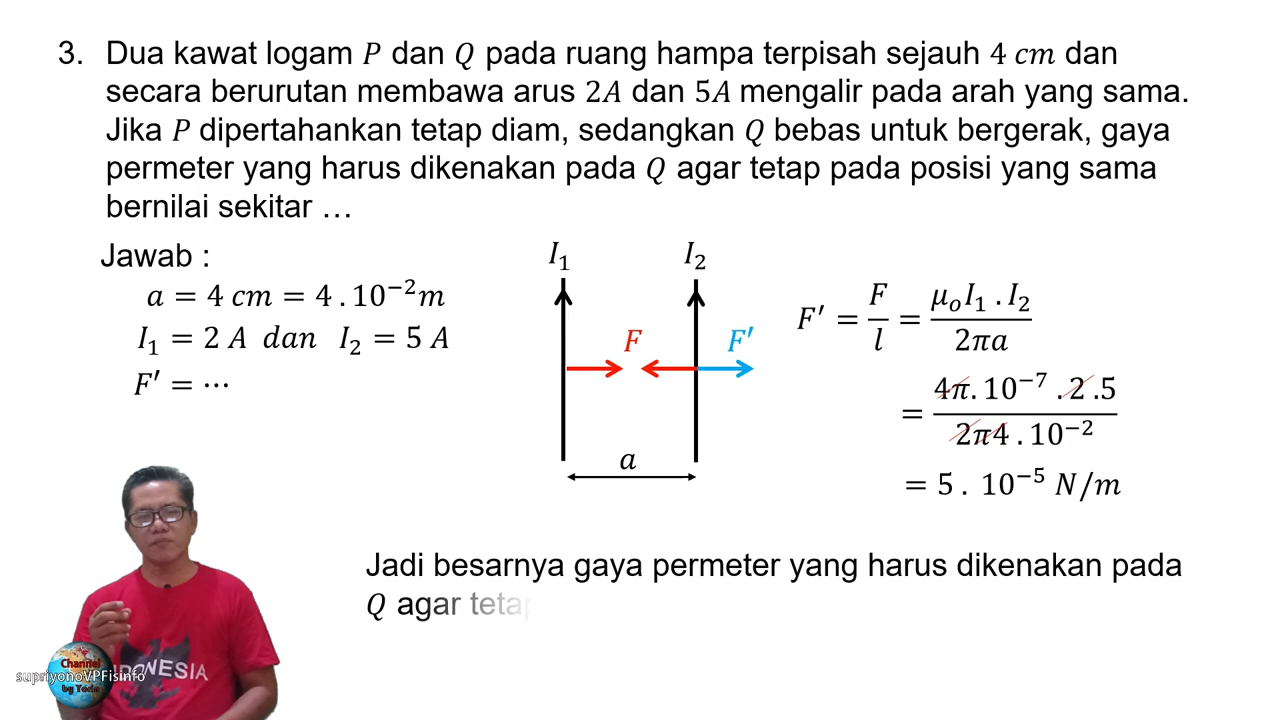 3. Dua kawat logam P dan Q pada ruang hampa terpisah sejauh 4 cm dan
secara berurutan membawa arus 2A dan 5A mengalir pada arah yang sama.
Jika P dipertahankan tetap diam, sedangkan Q bebas untuk bergerak, gaya
permeter yang harus dikenakan pada Q agar tetap pada posisi yang sama
bernilai sekitar …
Jawab :
a = 4 cm = 4 . 10⁻² m
I₁ = 2 A dan I₂ = 5 A
F′ = ⋯
I₁ I₂
F F′
a
F′ = F/l = μₒI₁ . I₂ / 2πa
= 4π. 10⁻⁷ . 2 .5 / 2π4 . 10⁻²
= 5 . 10⁻⁵ N/m
Jadi besarnya gaya permeter yang harus dikenakan pada
Q agar tetap
Channel
supriyonoVPFisinfo
by Torin
INDONESIA